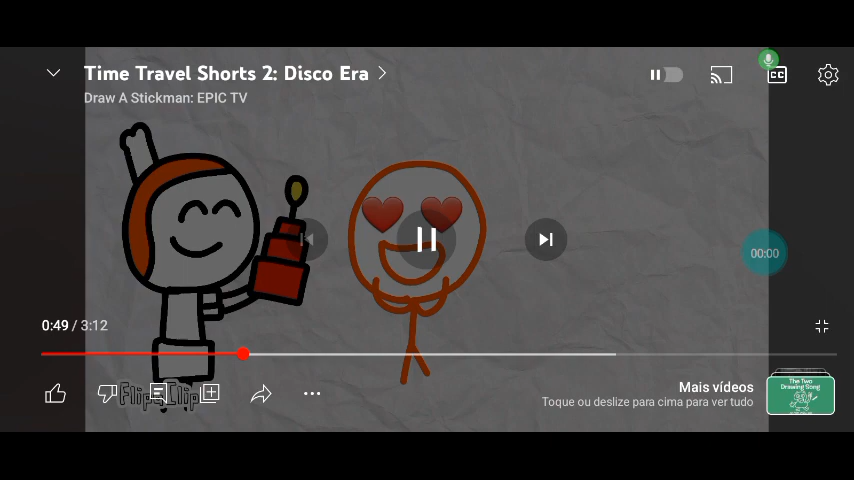 Time Travel Shorts 2: Disco Era
Draw A Stickman: EPIC TV
CC
00:00
0:49 / 3:12
FlipaClip
Mais vídeos
Toque ou deslize para cima para ver tudo
The Two
Drawing Song